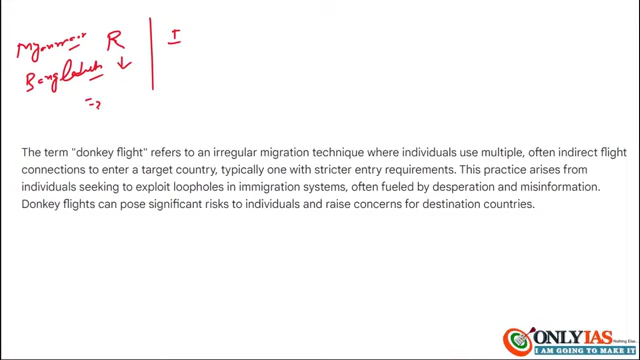 Myanmar R I
Bangladesh ↓
The term "donkey flight" refers to an irregular migration technique where individuals use multiple, often indirect flight
connections to enter a target country, typically one with stricter entry requirements. This practice arises from
individuals seeking to exploit loopholes in immigration systems, often fueled by desperation and misinformation.
Donkey flights can pose significant risks to individuals and raise concerns for destination countries.
ONLYIAS
Nothing Else
I AM GOING TO MAKE IT